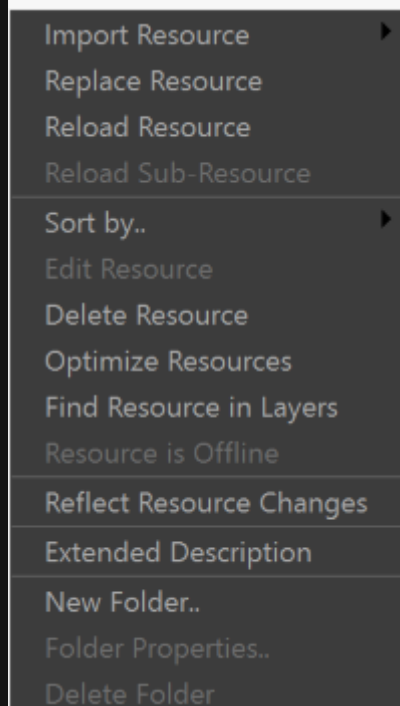 Import Resource
Replace Resource
Reload Resource
Reload Sub-Resource
Sort by..
Edit Resource
Delete Resource
Optimize Resources
Find Resource in Layers
Resource is Offline
Reflect Resource Changes
Extended Description
New Folder..
Folder Properties..
Delete Folder